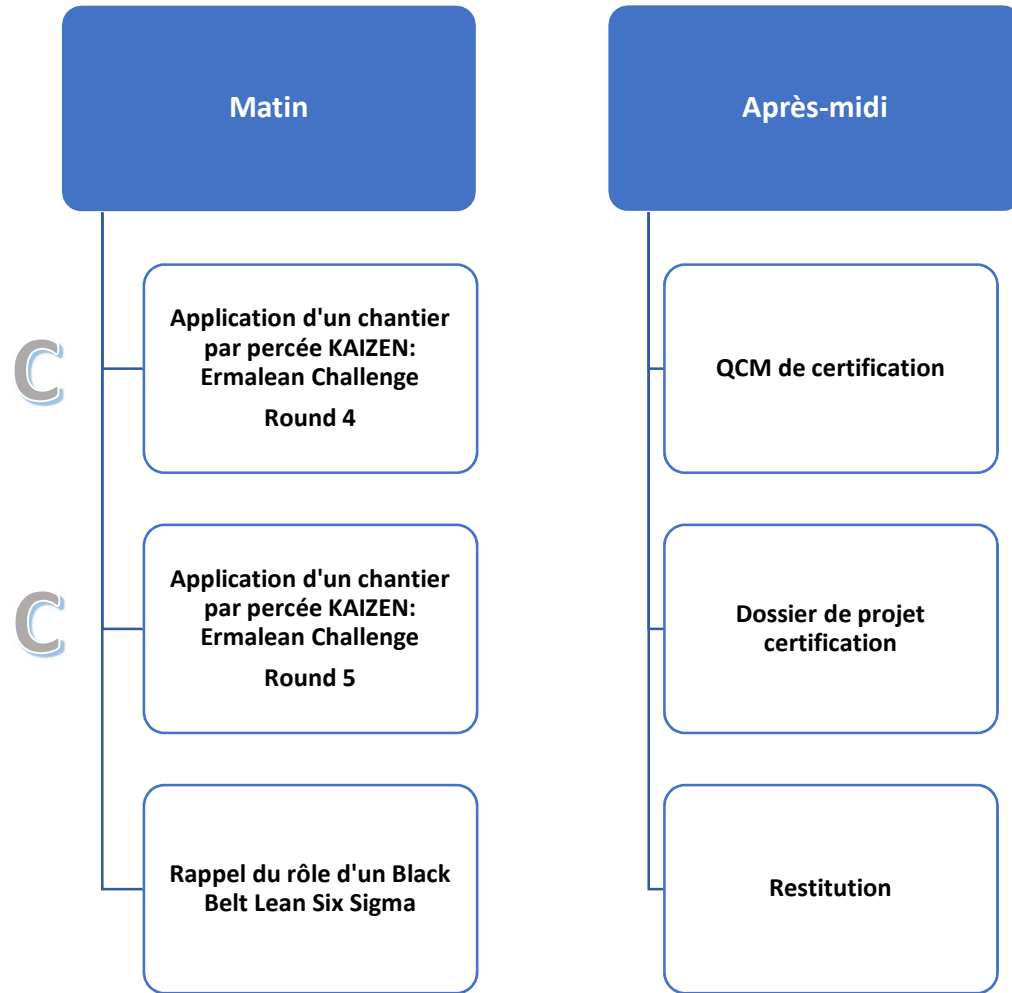 Matin
C
Application d'un chantier
par percée KAIZEN:
Ermalean Challenge
Round 4
C
Application d'un chantier
par percée KAIZEN:
Ermalean Challenge
Round 5
Rappel du rôle d'un Black
Belt Lean Six Sigma
Après-midi
QCM de certification
Dossier de projet
certification
Restitution